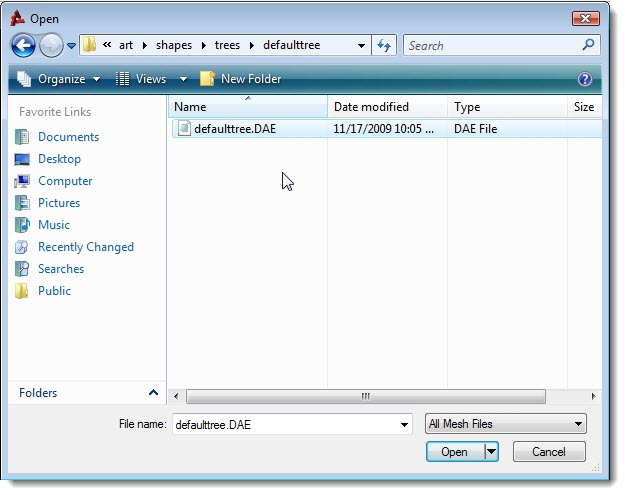 Open
« art shapes trees defaulttree Search
Organize Views New Folder ?
Favorite Links
Documents
Desktop
Computer
Pictures
Music
Recently Changed
Searches
Public
Folders
Name Date modified Type Size
defaulttree.DAE 11/17/2009 10:05 ... DAE File
File name: defaulttree.DAE All Mesh Files
Open Cancel